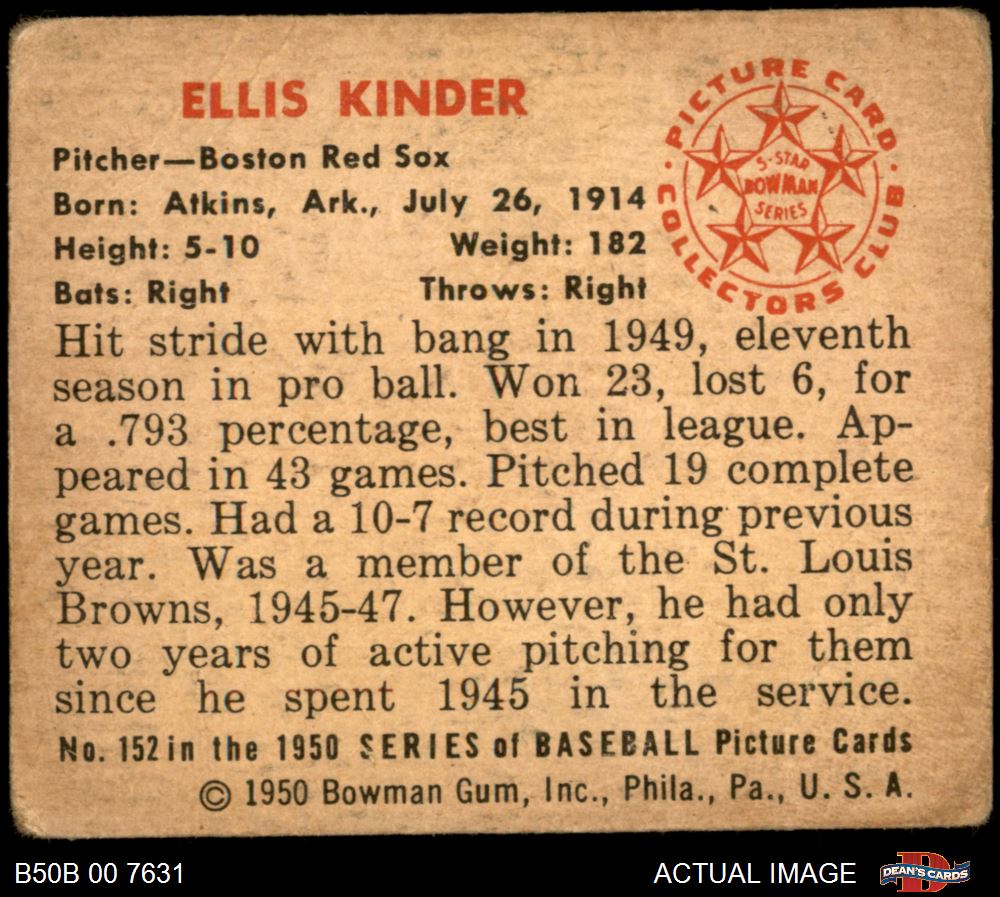 ELLIS KINDER
Pitcher—Boston Red Sox
Born: Atkins, Ark., July 26, 1914
Height: 5-10 Weight: 182
Bats: Right Throws: Right
PICTURE CARD
COLLECTORS CLUB
5-STAR
BOWMAN
SERIES
Hit stride with bang in 1949, eleventh
season in pro ball. Won 23, lost 6, for
a .793 percentage, best in league. Ap-
peared in 43 games. Pitched 19 complete
games. Had a 10-7 record during previous
year. Was a member of the St. Louis
Browns, 1945-47. However, he had only
two years of active pitching for them
since he spent 1945 in the service.
No. 152 in the 1950 SERIES of BASEBALL Picture Cards
© 1950 Bowman Gum, Inc., Phila., Pa., U. S. A.
B50B 00 7631 ACTUAL IMAGE DEAN'S CARDS